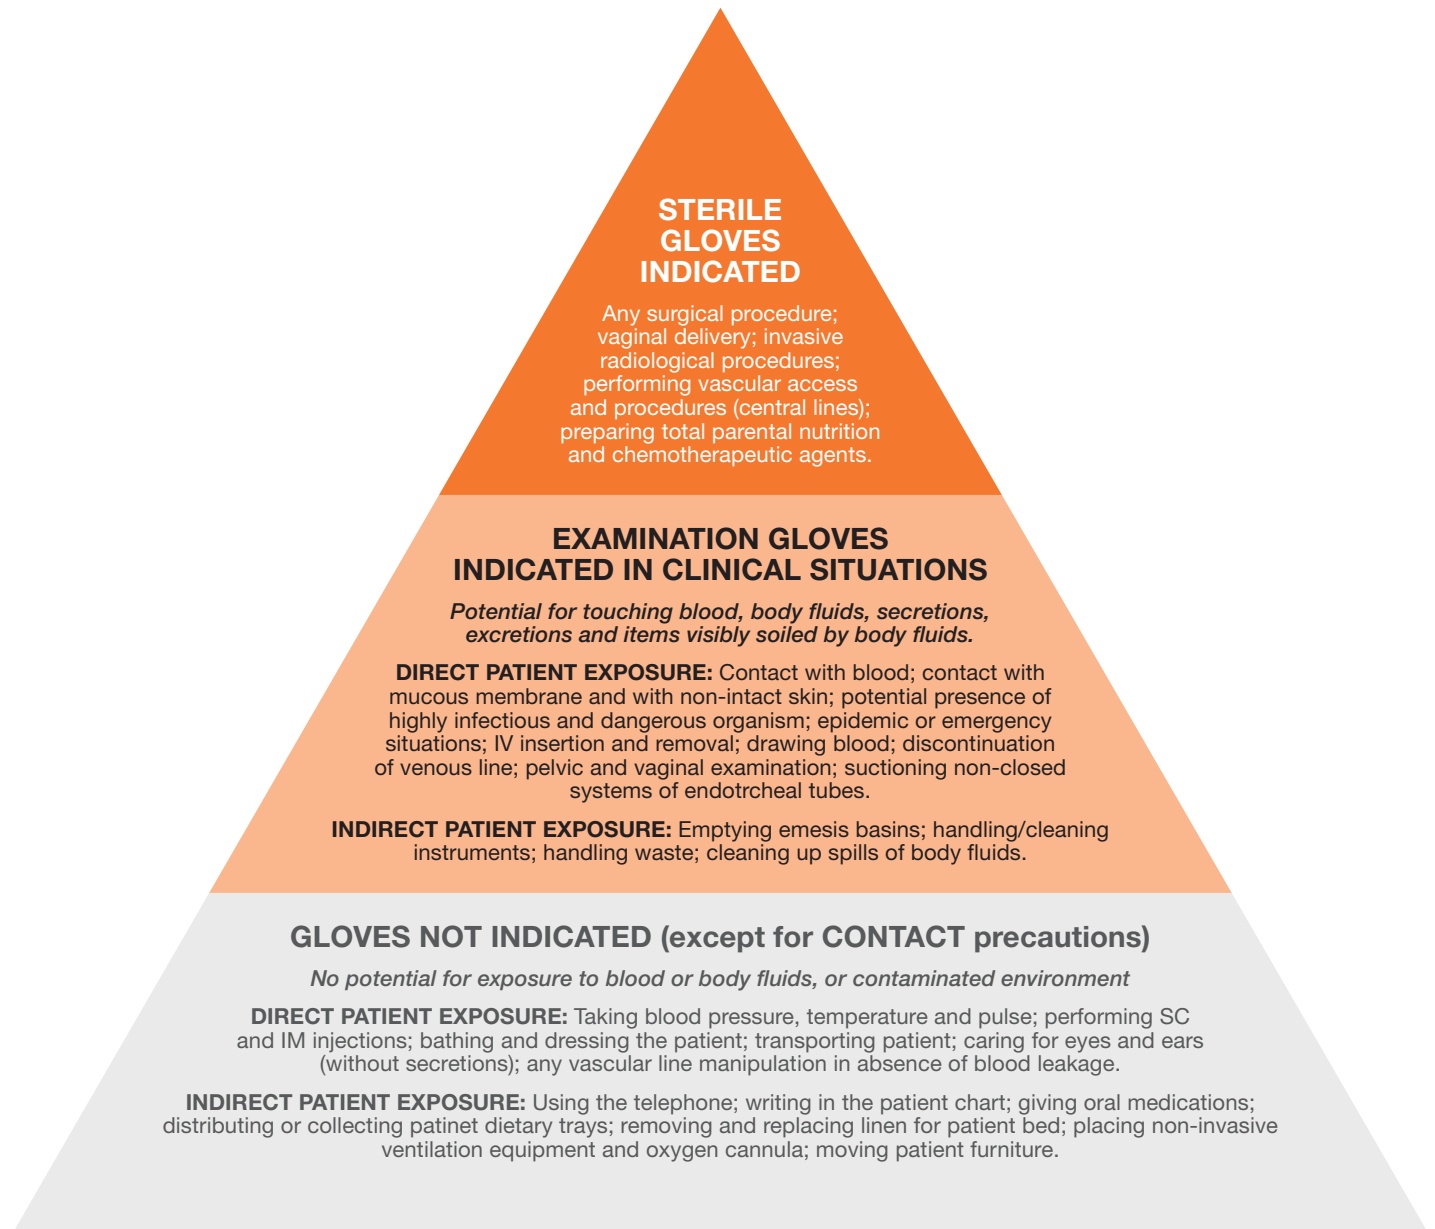 STERILE
GLOVES
INDICATED
Any surgical procedure;
vaginal delivery; invasive
radiological procedures;
performing vascular access
and procedures (central lines);
preparing total parental nutrition
and chemotherapeutic agents.
EXAMINATION GLOVES
INDICATED IN CLINICAL SITUATIONS
Potential for touching blood, body fluids, secretions,
excretions and items visibly soiled by body fluids.
DIRECT PATIENT EXPOSURE: Contact with blood; contact with
mucous membrane and with non-intact skin; potential presence of
highly infectious and dangerous organism; epidemic or emergency
situations; IV insertion and removal; drawing blood; discontinuation
of venous line; pelvic and vaginal examination; suctioning non-closed
systems of endotrcheal tubes.
INDIRECT PATIENT EXPOSURE: Emptying emesis basins; handling/cleaning
instruments; handling waste; cleaning up spills of body fluids.
GLOVES NOT INDICATED (except for CONTACT precautions)
No potential for exposure to blood or body fluids, or contaminated environment
DIRECT PATIENT EXPOSURE: Taking blood pressure, temperature and pulse; performing SC
and IM injections; bathing and dressing the patient; transporting patient; caring for eyes and ears
(without secretions); any vascular line manipulation in absence of blood leakage.
INDIRECT PATIENT EXPOSURE: Using the telephone; writing in the patient chart; giving oral medications;
distributing or collecting patinet dietary trays; removing and replacing linen for patient bed; placing non-invasive
ventilation equipment and oxygen cannula; moving patient furniture.